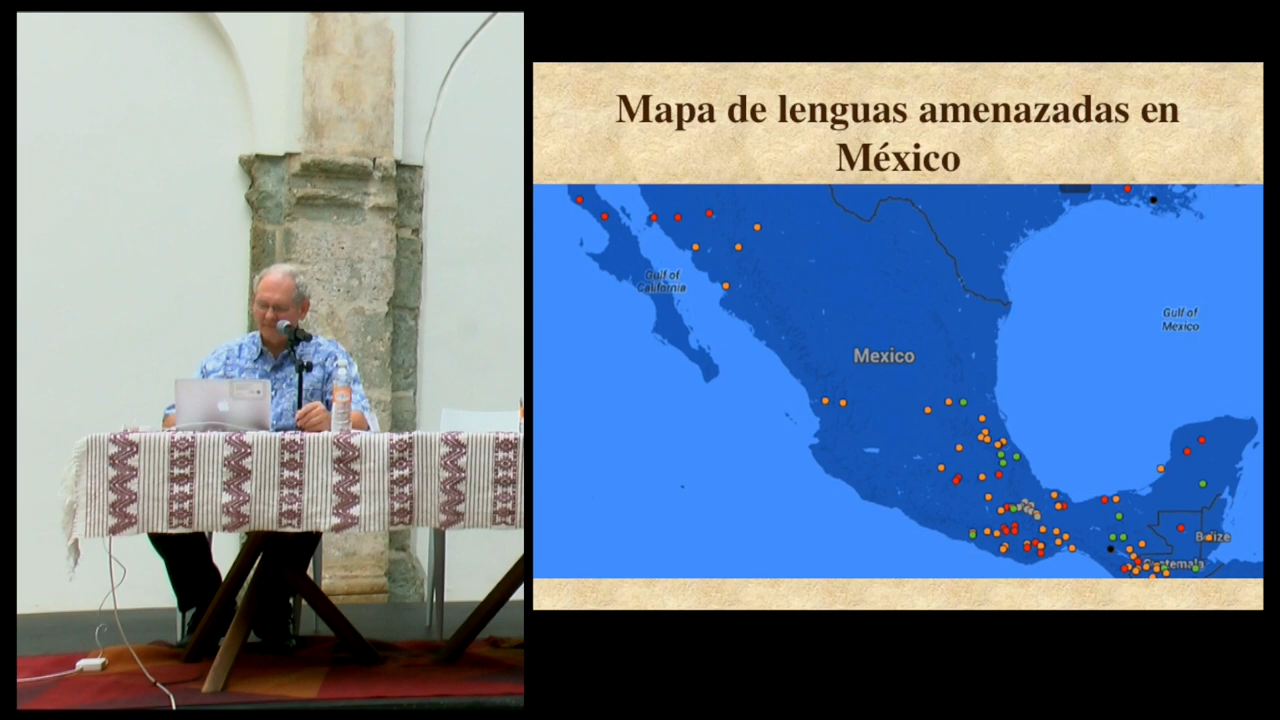 Mapa de lenguas amenazadas en
México
Gulf of
California
Gulf of
Mexico
Mexico
Belize
Guatemala